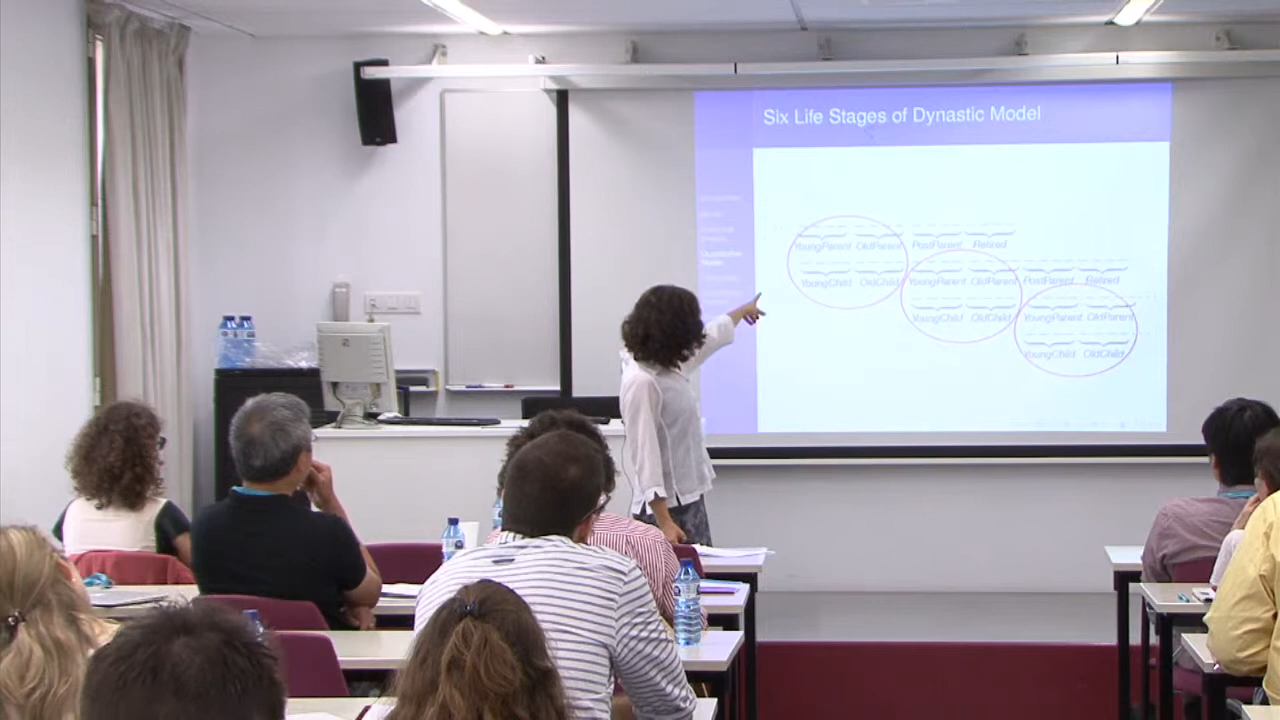 Six Life Stages of Dynastic Model
YoungParent OldParent PostParent Retired
YoungChild OldChild YoungParent OldParent PostParent Retired
YoungChild OldChild YoungParent OldParent
YoungChild OldChild